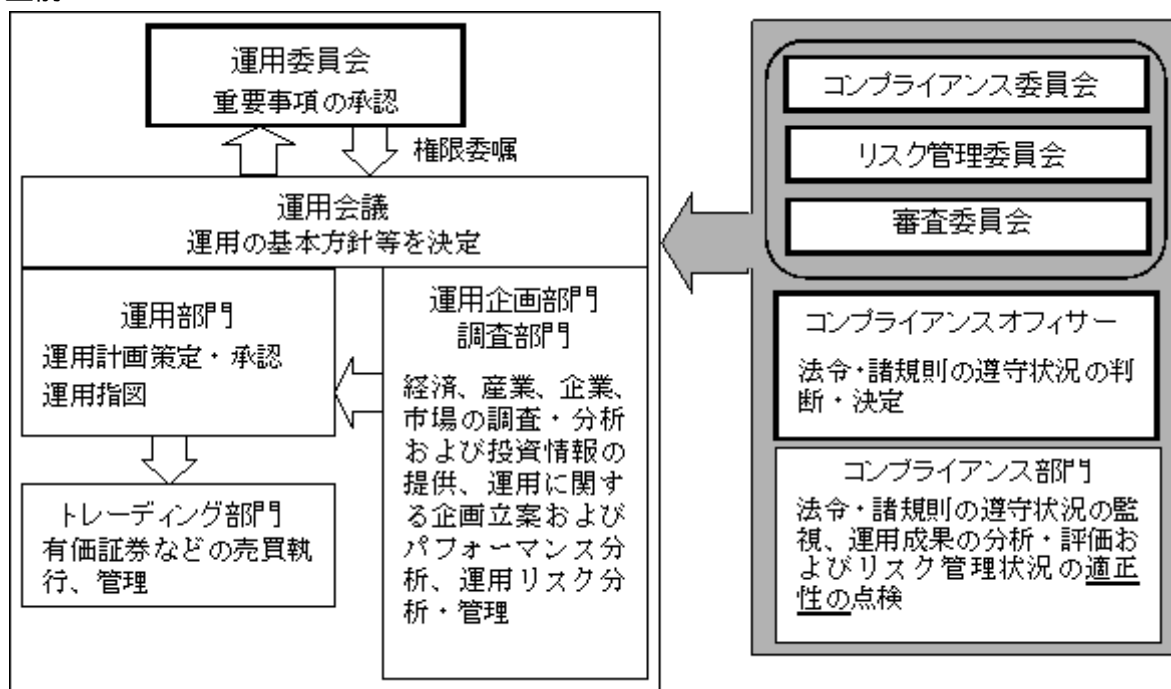 運用委員会
重要事項の承認
権限委嘱
運用会議
運用の基本方針等を決定
運用部門
運用計画策定・承認
運用指図
運用企画部門
調査部門
経済、産業、企業、
市場の調査・分析
および投資情報の
提供、運用に関す
る企画立案および
パフォーマンス分
析、運用リスク分
析・管理
トレーディング部門
有価証券などの売買執
行、管理
コンプライアンス委員会
リスク管理委員会
審査委員会
コンプライアンスオフィサー
法令・諸規則の遵守状況の判
断・決定
コンプライアンス部門
法令・諸規則の遵守状況の監
視、運用成果の分析・評価お
よびリスク管理状況の適正
性の点検